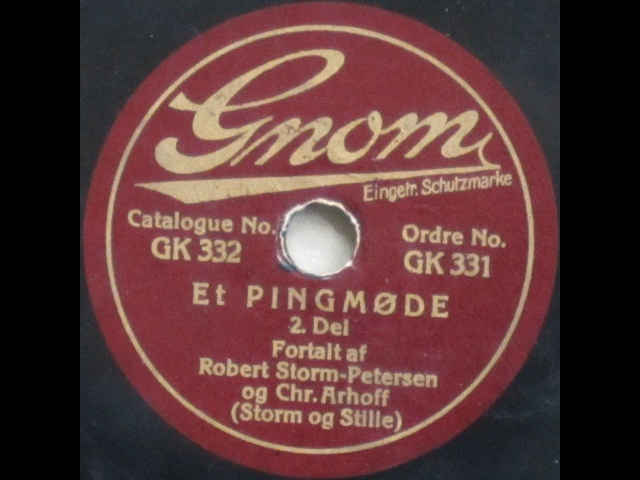 Gnom
Eingetr. Schutzmarke
Catalogue No.
GK 332
Ordre No.
GK 331
Et PINGMØDE
2. Del
Fortalt af
Robert Storm-Petersen
og Chr. Arhoff
(Storm og Stille)